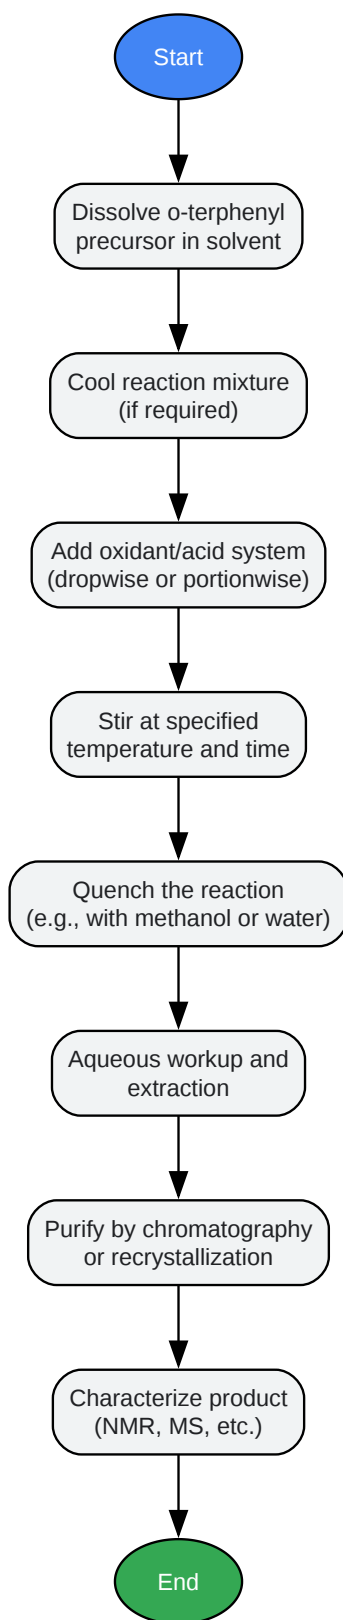 Start
Dissolve o-terphenyl
precursor in solvent
Cool reaction mixture
(if required)
Add oxidant/acid system
(dropwise or portionwise)
Stir at specified
temperature and time
Quench the reaction
(e.g., with methanol or water)
Aqueous workup and
extraction
Purify by chromatography
or recrystallization
Characterize product
(NMR, MS, etc.)
End